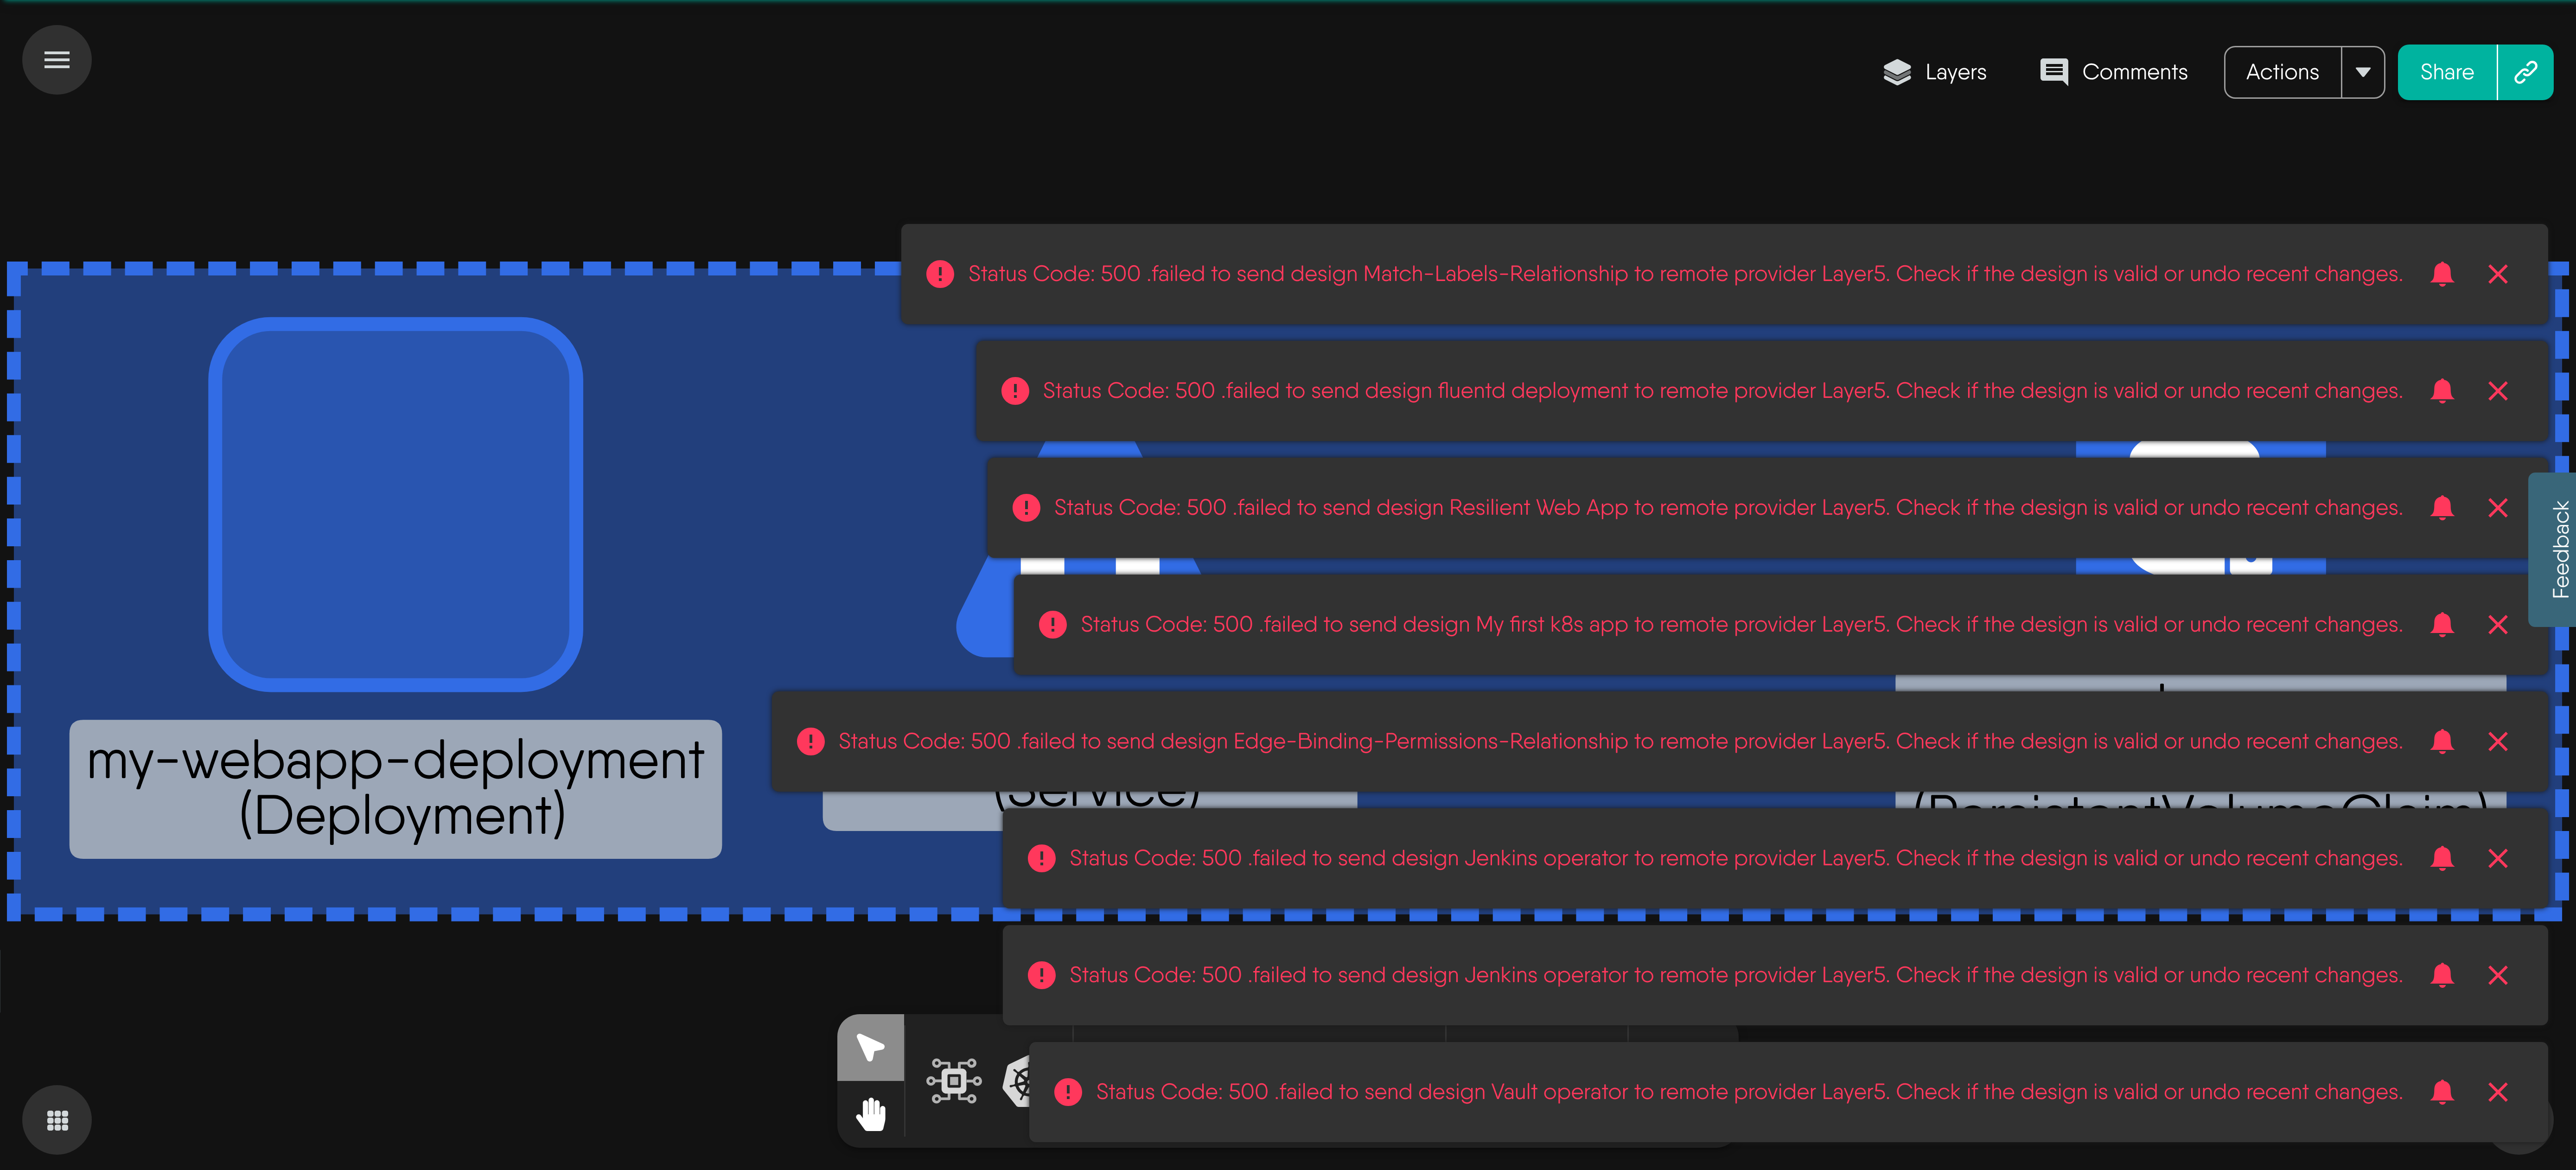 Layers
Comments
Actions
Share
Status Code: 500 .failed to send design Match-Labels-Relationship to remote provider Layer5. Check if the design is valid or undo recent changes.
Status Code: 500 .failed to send design fluentd deployment to remote provider Layer5. Check if the design is valid or undo recent changes.
Status Code: 500 .failed to send design Resilient Web App to remote provider Layer5. Check if the design is valid or undo recent changes.
Feedback
Status Code: 500 .failed to send design My first k8s app to remote provider Layer5. Check if the design is valid or undo recent changes.
Status Code: 500 .failed to send design Edge-Binding-Permissions-Relationship to remote provider Layer5. Check if the design is valid or undo recent changes.
my-webapp-deployment
(Deployment)
(Service)
(PersistentVolumeClaim)
Status Code: 500 .failed to send design Jenkins operator to remote provider Layer5. Check if the design is valid or undo recent changes.
Status Code: 500 .failed to send design Jenkins operator to remote provider Layer5. Check if the design is valid or undo recent changes.
Status Code: 500 .failed to send design Vault operator to remote provider Layer5. Check if the design is valid or undo recent changes.